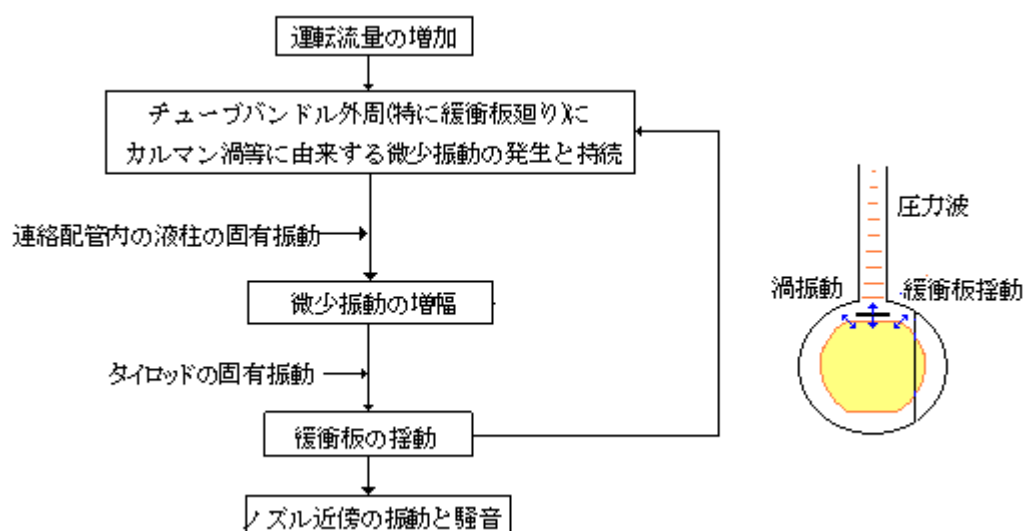 運転流量の増加
チューブバンドル外周(特に緩衝板廻り)に
カルマン渦等に由来する微少振動の発生と持続
連絡配管内の液柱の固有振動
微少振動の増幅
タイロッドの固有振動
緩衝板の揺動
ノズル近傍の振動と騒音
圧力波
渦振動
緩衝板揺動